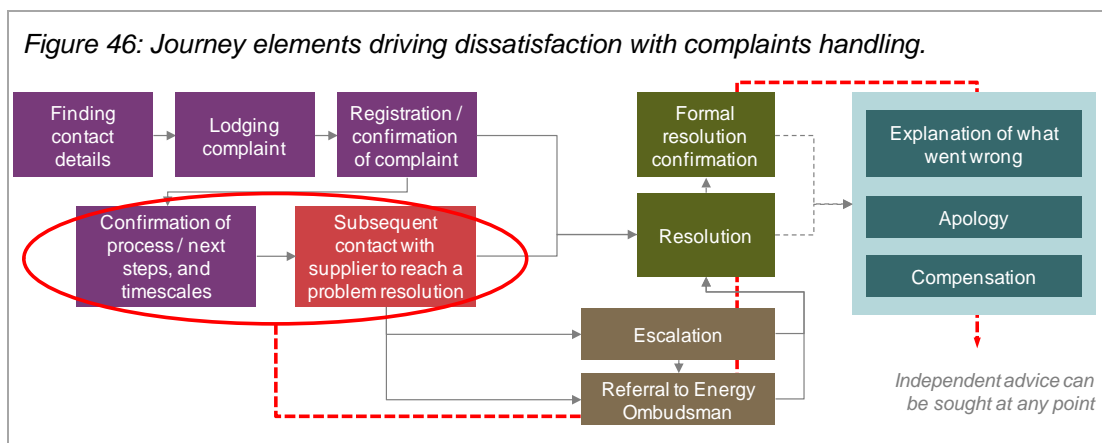 Figure 46: Journey elements driving dissatisfaction with complaints handling.
Finding
contact
details
Lodging
complaint
Registration /
confirmation
of complaint
Formal
resolution
confirmation
Explanation of what
went wrong
Confirmation of
process / next
steps, and
timescales
Subsequent
contact with
supplier to reach a
problem resolution
Resolution
Apology
Compensation
Escalation
Referral to Energy
Ombudsman
Independent advice can
be sought at any point